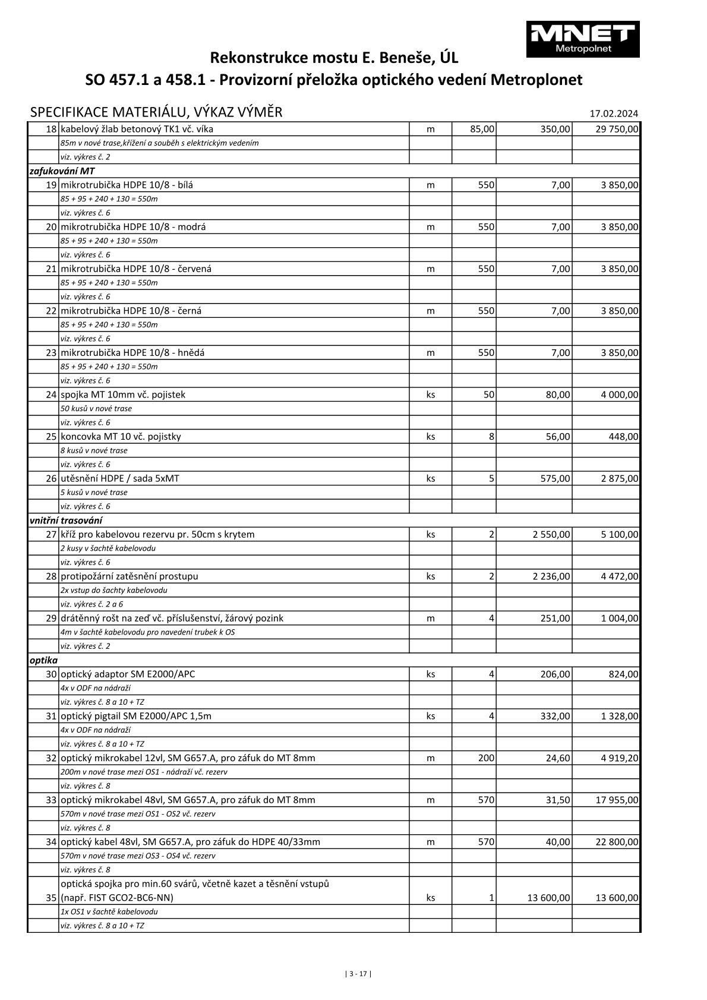 MNET
Metropolnet
Rekonstrukce mostu E. Beneše, ÚL
SO 457.1 a 458.1 - Provizorní přeložka optického vedení Metroplonet
SPECIFIKACE MATERIÁLU, VÝKAZ VÝMĚR 17.02.2024
18 kabelový žlab betonový TK1 vč. víka m 85,00 350,00 29 750,00
85m v nové trase,křížení a souběh s elektrickým vedením
viz. výkres č. 2
zafukování MT
19 mikrotrubička HDPE 10/8 - bílá m 550 7,00 3 850,00
85 + 95 + 240 + 130 = 550m
viz. výkres č. 6
20 mikrotrubička HDPE 10/8 - modrá m 550 7,00 3 850,00
85 + 95 + 240 + 130 = 550m
viz. výkres č. 6
21 mikrotrubička HDPE 10/8 - červená m 550 7,00 3 850,00
85 + 95 + 240 + 130 = 550m
viz. výkres č. 6
22 mikrotrubička HDPE 10/8 - černá m 550 7,00 3 850,00
85 + 95 + 240 + 130 = 550m
viz. výkres č. 6
23 mikrotrubička HDPE 10/8 - hnědá m 550 7,00 3 850,00
85 + 95 + 240 + 130 = 550m
viz. výkres č. 6
24 spojka MT 10mm vč. pojistek ks 50 80,00 4 000,00
50 kusů v nové trase
viz. výkres č. 6
25 koncovka MT 10 vč. pojistky ks 8 56,00 448,00
8 kusů v nové trase
viz. výkres č. 6
26 utěsnění HDPE / sada 5xMT ks 5 575,00 2 875,00
5 kusů v nové trase
viz. výkres č. 6
vnitřní trasování
27 kříž pro kabelovou rezervu pr. 50cm s krytem ks 2 2 550,00 5 100,00
2 kusy v šachtě kabelovodu
viz. výkres č. 6
28 protipožární zatěsnění prostupu ks 2 2 236,00 4 472,00
2x vstup do šachty kabelovodu
viz. výkres č. 2 a 6
29 drátěnný rošt na zeď vč. příslušenství, žárový pozink m 4 251,00 1 004,00
4m v šachtě kabelovodu pro navedení trubek k OS
viz. výkres č. 2
optika
30 optický adaptor SM E2000/APC ks 4 206,00 824,00
4x v ODF na nádraží
viz. výkres č. 8 a 10 + TZ
31 optický pigtail SM E2000/APC 1,5m ks 4 332,00 1 328,00
4x v ODF na nádraží
viz. výkres č. 8 a 10 + TZ
32 optický mikrokabel 12vl, SM G657.A, pro záfuk do MT 8mm m 200 24,60 4 919,20
200m v nové trase mezi OS1 - nádraží vč. rezerv
viz. výkres č. 8
33 optický mikrokabel 48vl, SM G657.A, pro záfuk do MT 8mm m 570 31,50 17 955,00
570m v nové trase mezi OS1 - OS2 vč. rezerv
viz. výkres č. 8
34 optický kabel 48vl, SM G657.A, pro záfuk do HDPE 40/33mm m 570 40,00 22 800,00
570m v nové trase mezi OS3 - OS4 vč. rezerv
viz. výkres č. 8
optická spojka pro min.60 svárů, včetně kazet a těsnění vstupů
35 (např. FIST GCO2-BC6-NN) ks 1 13 600,00 13 600,00
1x OS1 v šachtě kabelovodu
viz. výkres č. 8 a 10 + TZ
| 3 - 17 |